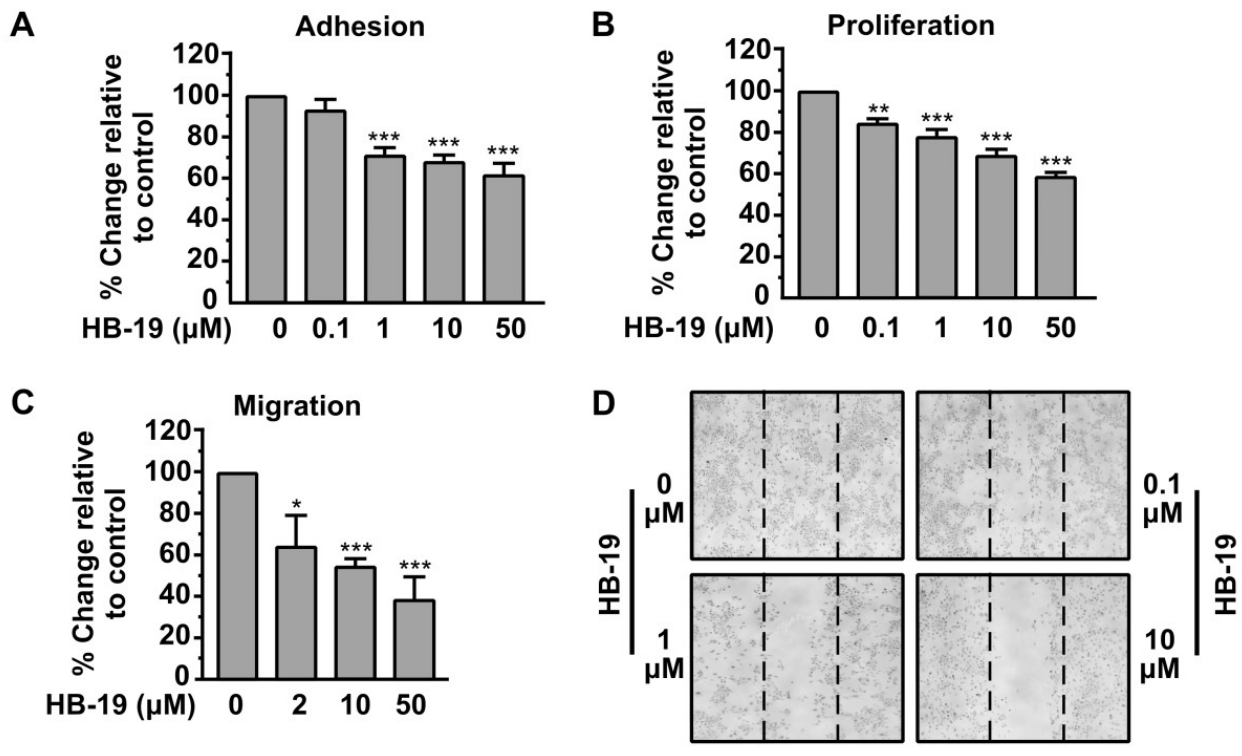 A
Adhesion
% Change relative
to control
120
100
80
60
40
20
0
***
***
***
HB-19 (μM)
0 0.1 1 10 50
B
Proliferation
% Change relative
to control
120
100
80
60
40
20
0
**
***
***
***
HB-19 (μM)
0 0.1 1 10 50
C
Migration
% Change relative
to control
120
100
80
60
40
20
0
*
***
***
HB-19 (μM)
0 2 10 50
D
HB-19
0
μM
1
μM
0.1
μM
10
μM
HB-19